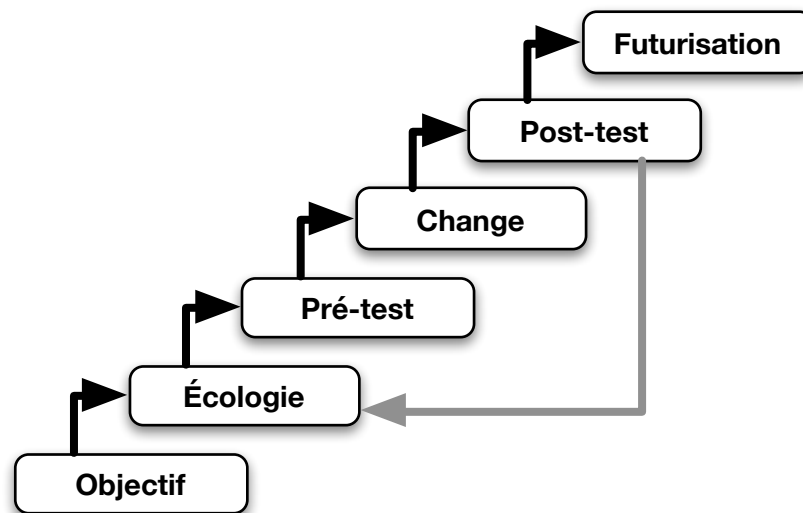 Futurisation
Post-test
Change
Pré-test
Écologie
Objectif